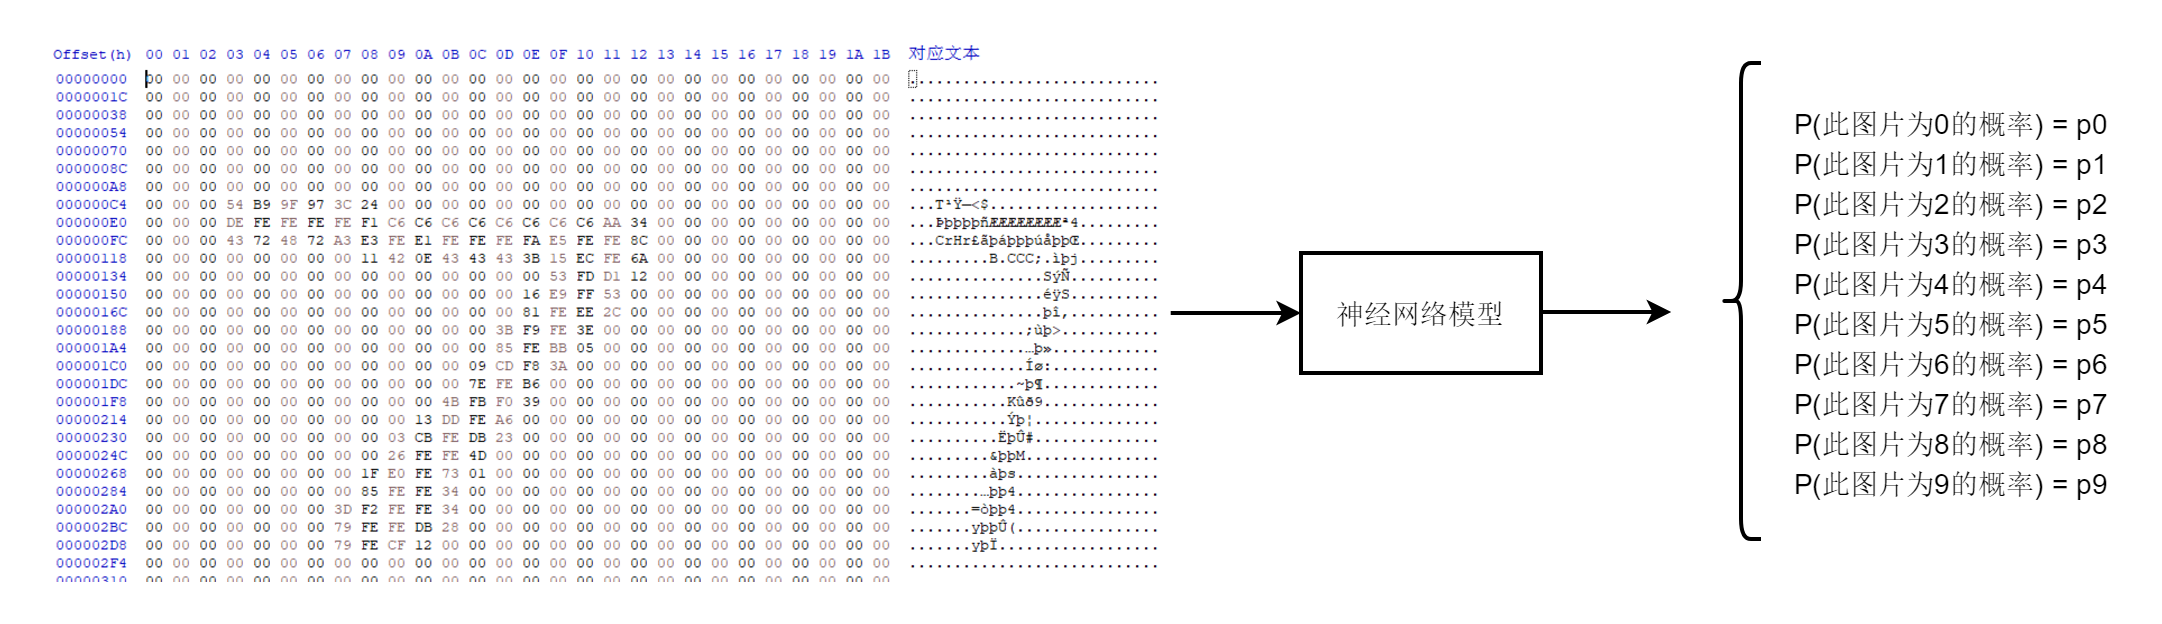 Offset(h) 00 01 02 03 04 05 06 07 08 09 0A 0B 0C 0D 0E 0F 10 11 12 13 14 15 16 17 18 19 1A 1B 对应文本
00000000 00 00 00 00 00 00 00 00 00 00 00 00 00 00 00 00 00 00 00 00 00 00 00 00 00 00 00 00 ............................
0000001C 00 00 00 00 00 00 00 00 00 00 00 00 00 00 00 00 00 00 00 00 00 00 00 00 00 00 00 00 ............................
00000038 00 00 00 00 00 00 00 00 00 00 00 00 00 00 00 00 00 00 00 00 00 00 00 00 00 00 00 00 ............................
00000054 00 00 00 00 00 00 00 00 00 00 00 00 00 00 00 00 00 00 00 00 00 00 00 00 00 00 00 00 ............................
00000070 00 00 00 00 00 00 00 00 00 00 00 00 00 00 00 00 00 00 00 00 00 00 00 00 00 00 00 00 ............................
0000008C 00 00 00 00 00 00 00 00 00 00 00 00 00 00 00 00 00 00 00 00 00 00 00 00 00 00 00 00 ............................
000000A8 00 00 00 00 00 00 00 00 00 00 00 00 00 00 00 00 00 00 00 00 00 00 00 00 00 00 00 00 ............................
000000C4 00 00 00 54 B9 9F 97 3C 24 00 00 00 00 00 00 00 00 00 00 00 00 00 00 00 00 00 00 00 ...T¹Ÿ—<$...................
000000E0 00 00 00 DE FE FE FE FE F1 C6 C6 C6 C6 C6 C6 C6 C6 AA 34 00 00 00 00 00 00 00 00 00 ...ÞþþþþñÆÆÆÆÆÆÆÆª4.........
000000FC 00 00 00 43 72 48 72 A3 E3 FE E1 FE FE FE FA E5 FE FE 8C 00 00 00 00 00 00 00 00 00 ...CrHr£ãþáþþþúåþþŒ.........
00000118 00 00 00 00 00 00 00 00 11 42 0E 43 43 43 3B 15 EC FE 6A 00 00 00 00 00 00 00 00 00 .........B.CCC;.ìþj.........
00000134 00 00 00 00 00 00 00 00 00 00 00 00 00 00 00 53 FD D1 12 00 00 00 00 00 00 00 00 00 ...............SýÑ..........
00000150 00 00 00 00 00 00 00 00 00 00 00 00 00 00 16 E9 FF 53 00 00 00 00 00 00 00 00 00 00 ...............éÿS..........
0000016C 00 00 00 00 00 00 00 00 00 00 00 00 00 00 81 FE EE 2C 00 00 00 00 00 00 00 00 00 00 ...............þî,..........
00000188 00 00 00 00 00 00 00 00 00 00 00 00 00 3B F9 FE 3E 00 00 00 00 00 00 00 00 00 00 00 .............;ùþ>...........
000001A4 00 00 00 00 00 00 00 00 00 00 00 00 00 85 FE BB 05 00 00 00 00 00 00 00 00 00 00 00 .............…þ»............
000001C0 00 00 00 00 00 00 00 00 00 00 00 00 09 CD F8 3A 00 00 00 00 00 00 00 00 00 00 00 00 .............Íø:............
000001DC 00 00 00 00 00 00 00 00 00 00 00 00 7E FE B6 00 00 00 00 00 00 00 00 00 00 00 00 00 ............~þ¶.............
000001F8 00 00 00 00 00 00 00 00 00 00 00 4B FB F0 39 00 00 00 00 00 00 00 00 00 00 00 00 00 ...........Kûð9.............
00000214 00 00 00 00 00 00 00 00 00 00 13 DD FE A6 00 00 00 00 00 00 00 00 00 00 00 00 00 00 ...........Ýþ¦..............
00000230 00 00 00 00 00 00 00 00 00 03 CB FE DB 23 00 00 00 00 00 00 00 00 00 00 00 00 00 00 ..........ËþÛ#..............
0000024C 00 00 00 00 00 00 00 00 00 26 FE FE 4D 00 00 00 00 00 00 00 00 00 00 00 00 00 00 00 .........&þþM...............
00000268 00 00 00 00 00 00 00 00 1F E0 FE 73 01 00 00 00 00 00 00 00 00 00 00 00 00 00 00 00 .........àþs................
00000284 00 00 00 00 00 00 00 00 85 FE FE 34 00 00 00 00 00 00 00 00 00 00 00 00 00 00 00 00 ........…þþ4................
000002A0 00 00 00 00 00 00 00 3D F2 FE FE 34 00 00 00 00 00 00 00 00 00 00 00 00 00 00 00 00 .......=òþþ4................
000002BC 00 00 00 00 00 00 00 79 FE FE DB 28 00 00 00 00 00 00 00 00 00 00 00 00 00 00 00 00 .......yþþÛ(................
000002D8 00 00 00 00 00 00 00 79 FE CF 12 00 00 00 00 00 00 00 00 00 00 00 00 00 00 00 00 00 .......yþÏ..................
000002F4 00 00 00 00 00 00 00 00 00 00 00 00 00 00 00 00 00 00 00 00 00 00 00 00 00 00 00 00 ............................
00000310 00 00 00 00 00 00 00 00 00 00 00 00 00 00 00 00 00 00 00 00 00 00 00 00 00 00 00 00
神经网络模型
P(此图片为0的概率) = p0
P(此图片为1的概率) = p1
P(此图片为2的概率) = p2
P(此图片为3的概率) = p3
P(此图片为4的概率) = p4
P(此图片为5的概率) = p5
P(此图片为6的概率) = p6
P(此图片为7的概率) = p7
P(此图片为8的概率) = p8
P(此图片为9的概率) = p9